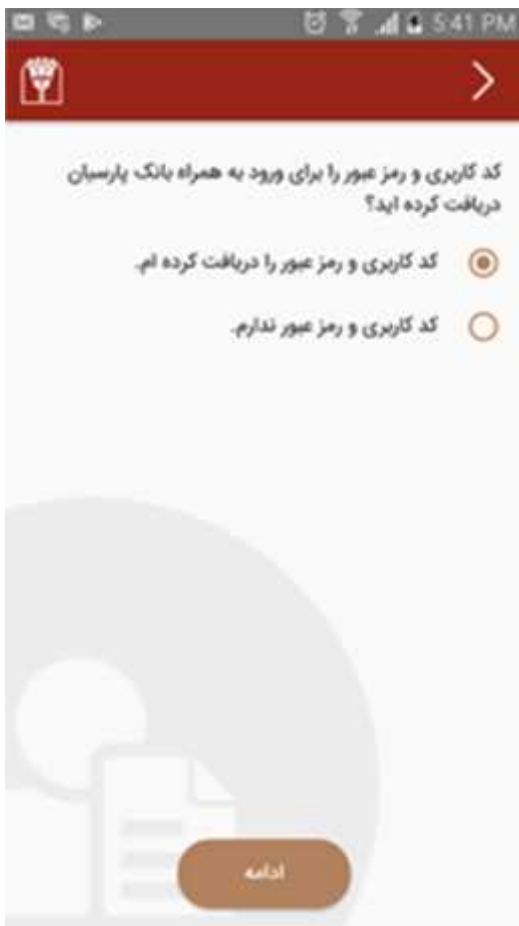 5:41 PM
کد کاربری و رمز عبور را برای ورود به همراه بانک پارسیان
دریافت کرده اید؟
کد کاربری و رمز عبور را دریافت کرده ام.
کد کاربری و رمز عبور ندارم.
ادامه